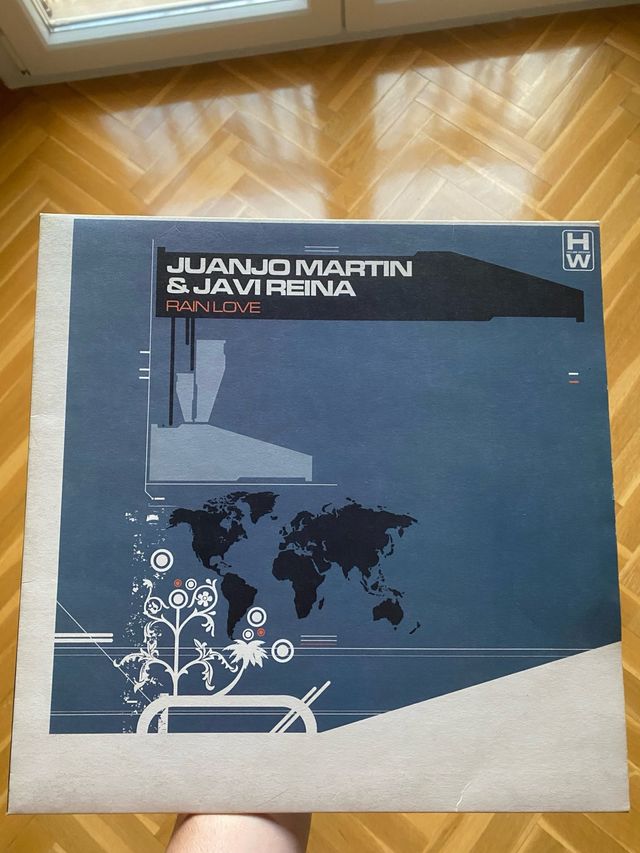 JUANJO MARTIN
& JAVI REINA
RAIN LOVE
H
W